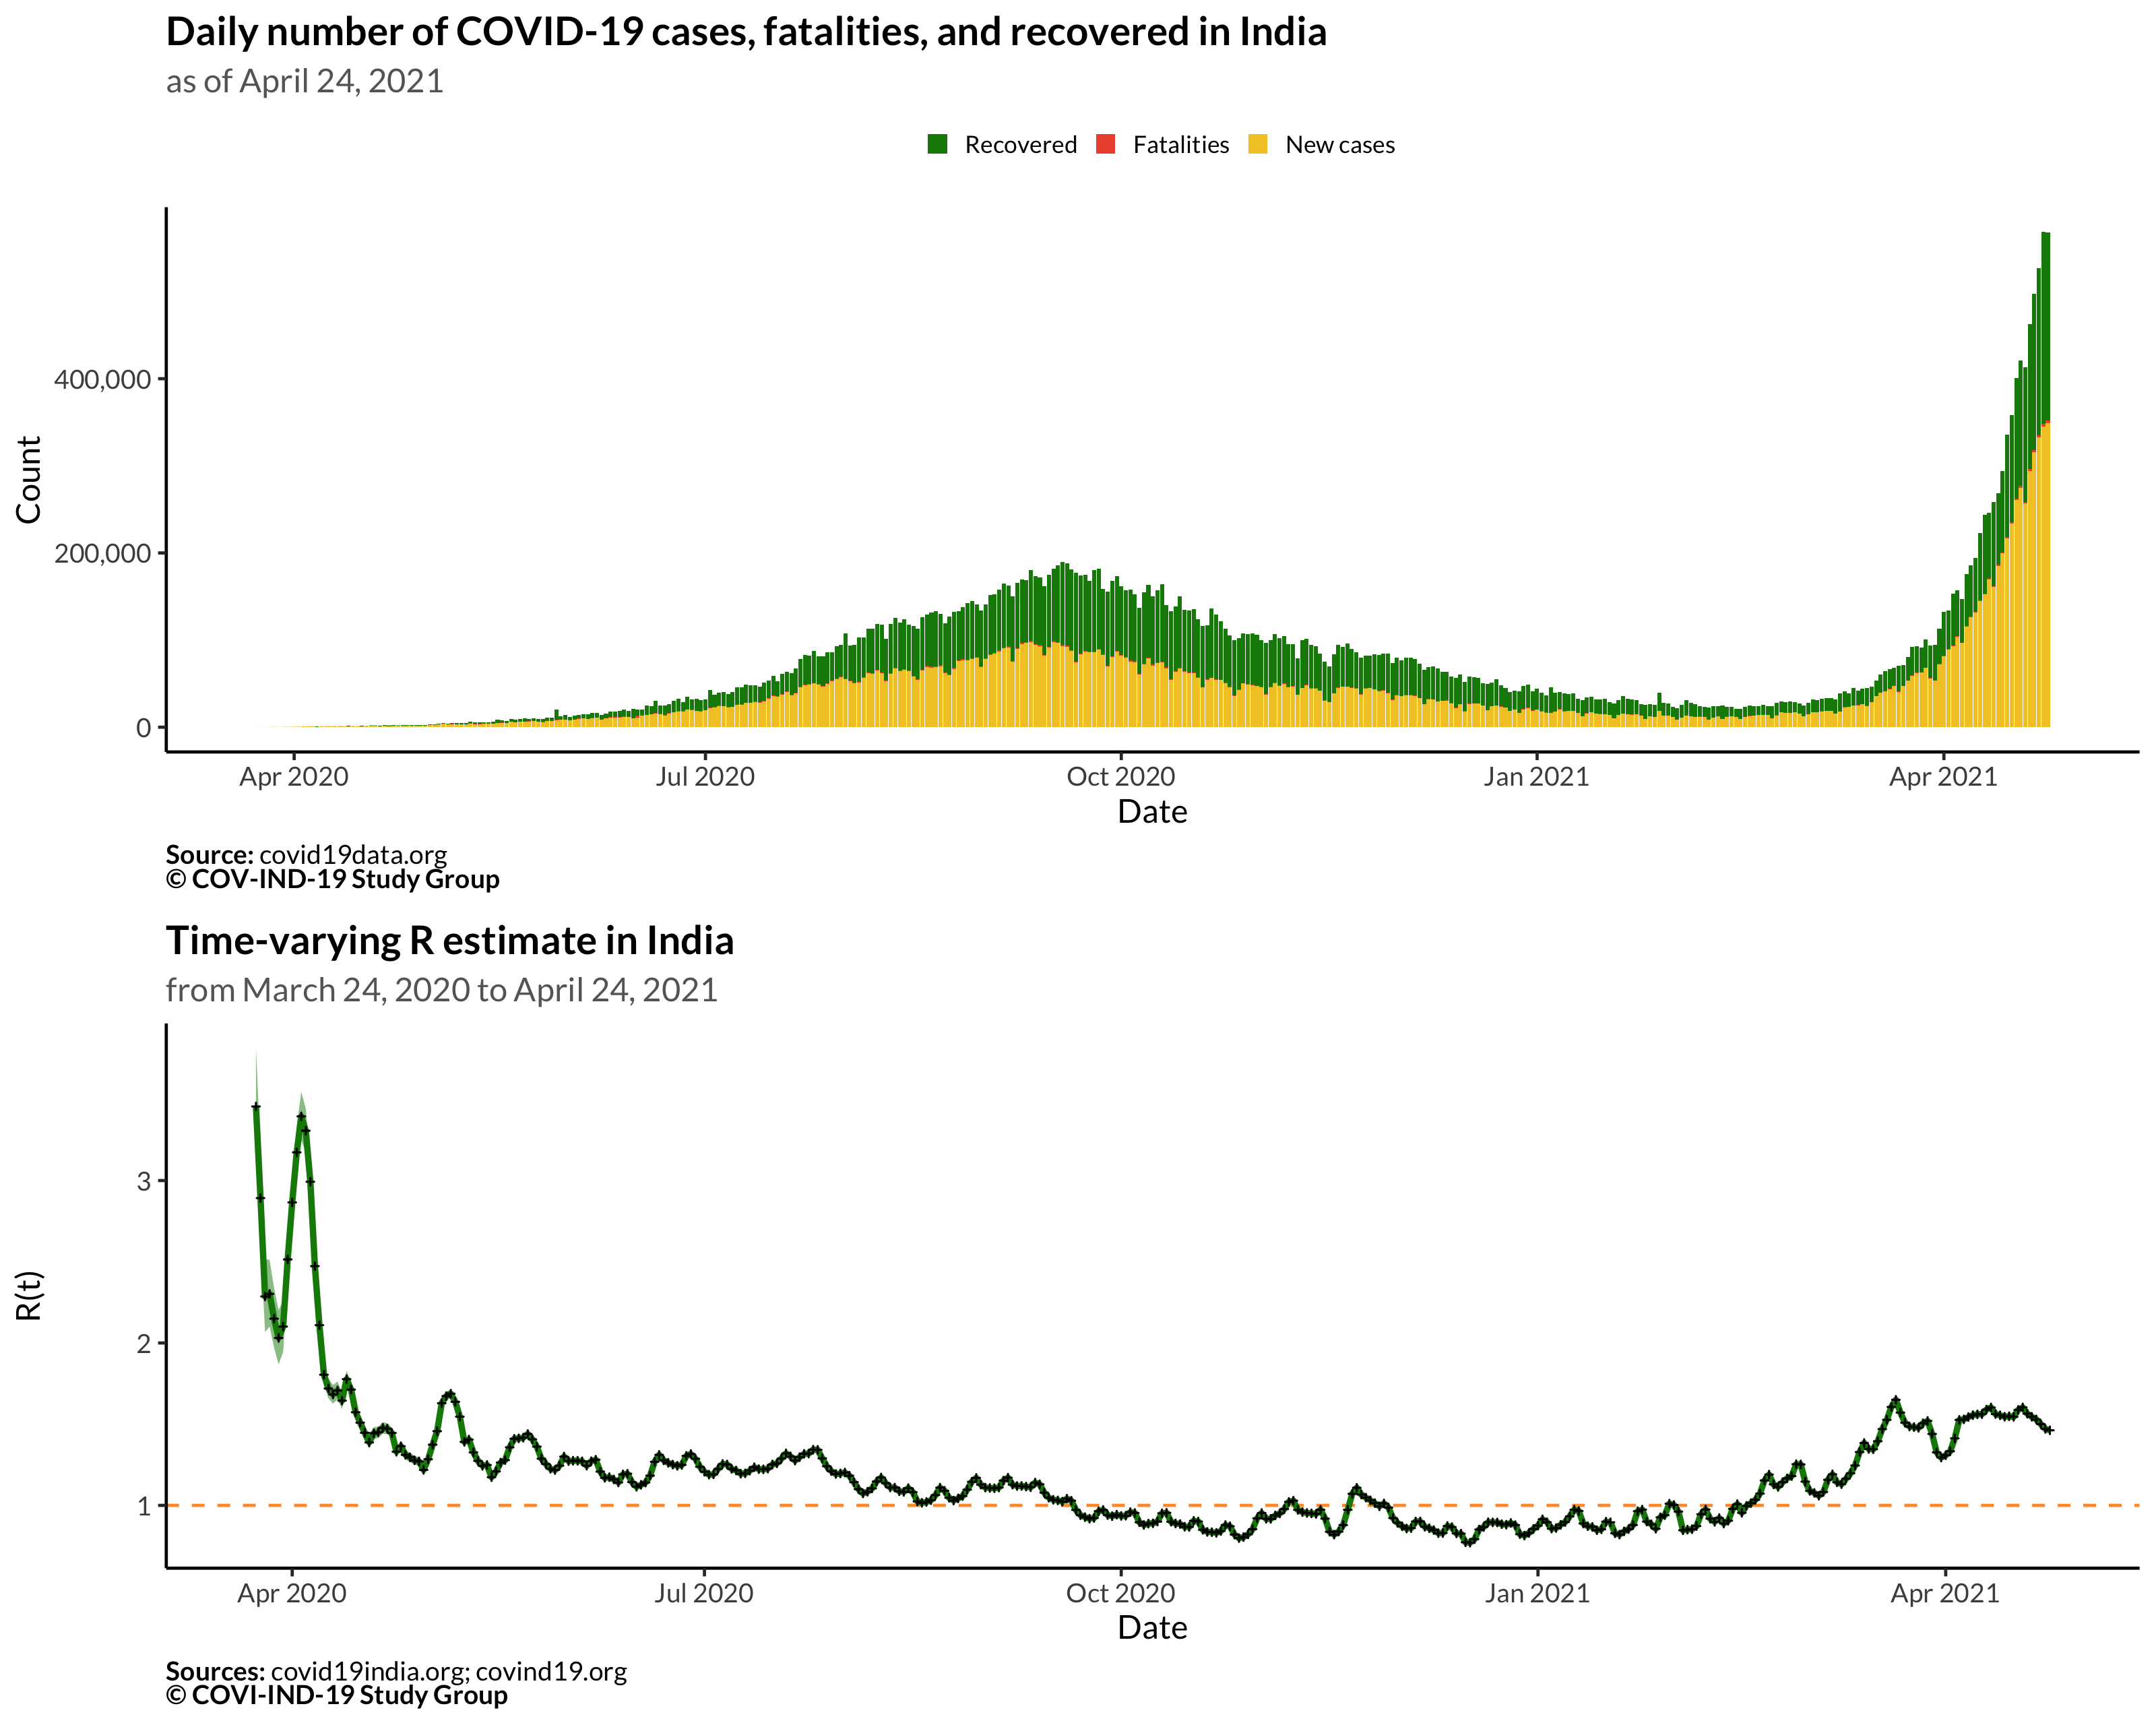 Daily number of COVID-19 cases, fatalities, and recovered in India
as of April 24, 2021
Recovered Fatalities New cases
Count
400,000
200,000
0
Apr 2020 Jul 2020 Oct 2020 Jan 2021 Apr 2021
Date
Source: covid19data.org
© COV-IND-19 Study Group
Time-varying R estimate in India
from March 24, 2020 to April 24, 2021
R(t)
3
2
1
Apr 2020 Jul 2020 Oct 2020 Jan 2021 Apr 2021
Date
Sources: covid19india.org; covind19.org
© COVI-IND-19 Study Group